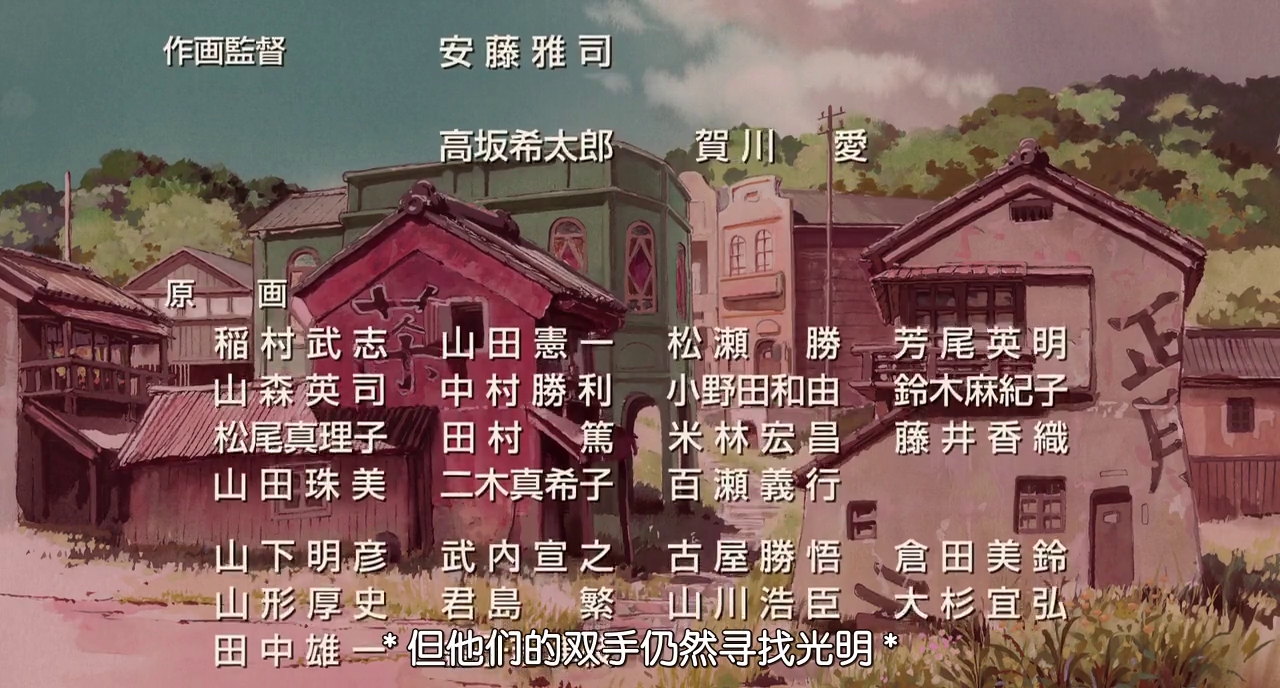 作画監督 安藤雅司
高坂希太郎 賀川 愛
原 画
稲村武志 山田憲一 松瀬 勝 芳尾英明
山森英司 中村勝利 小野田和由 鈴木麻紀子
松尾真理子 田村 篤 米林宏昌 藤井香織
山田珠美 二木真希子 百瀬義行
山下明彦 武内宣之 古屋勝悟 倉田美鈴
山形厚史 君島 繁 山川浩臣 大杉宜弘
田中雄一
* 但他们的双手仍然寻找光明 *
茶
正月